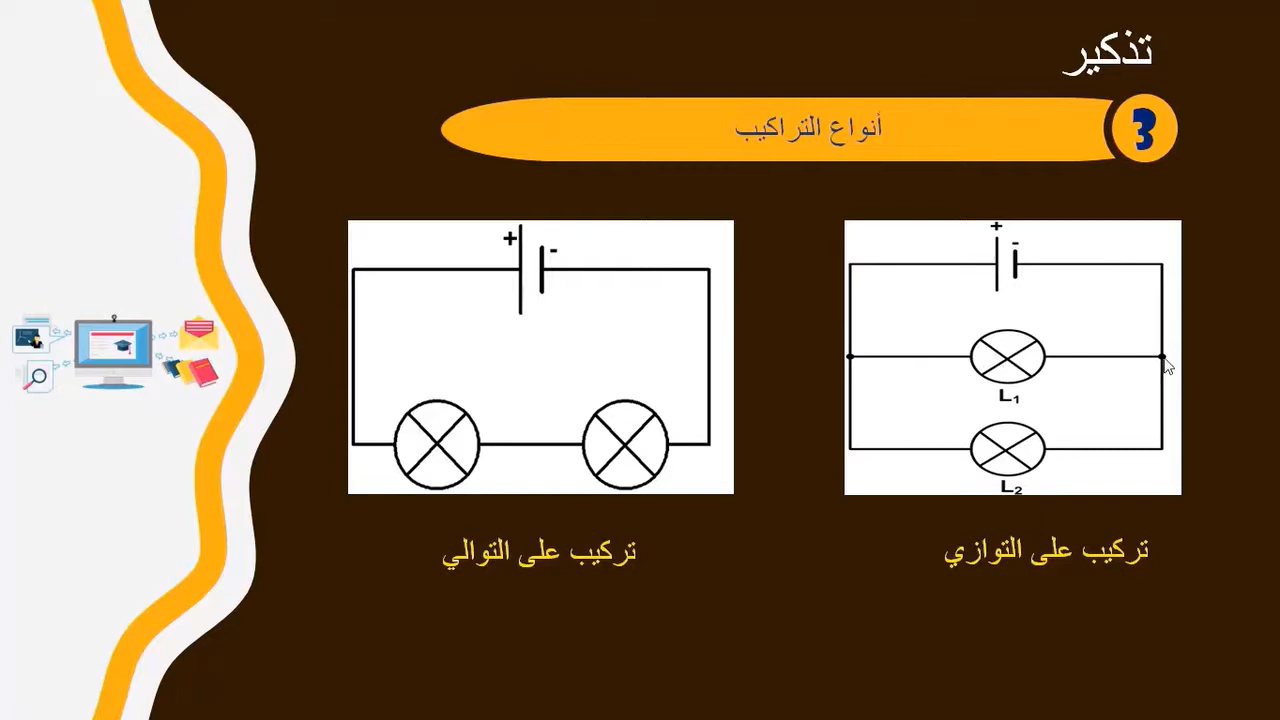 تذكير
3
أنواع التراكيب
+
-
L1
L2
تركيب على التوازي
+
-
تركيب على التوالي